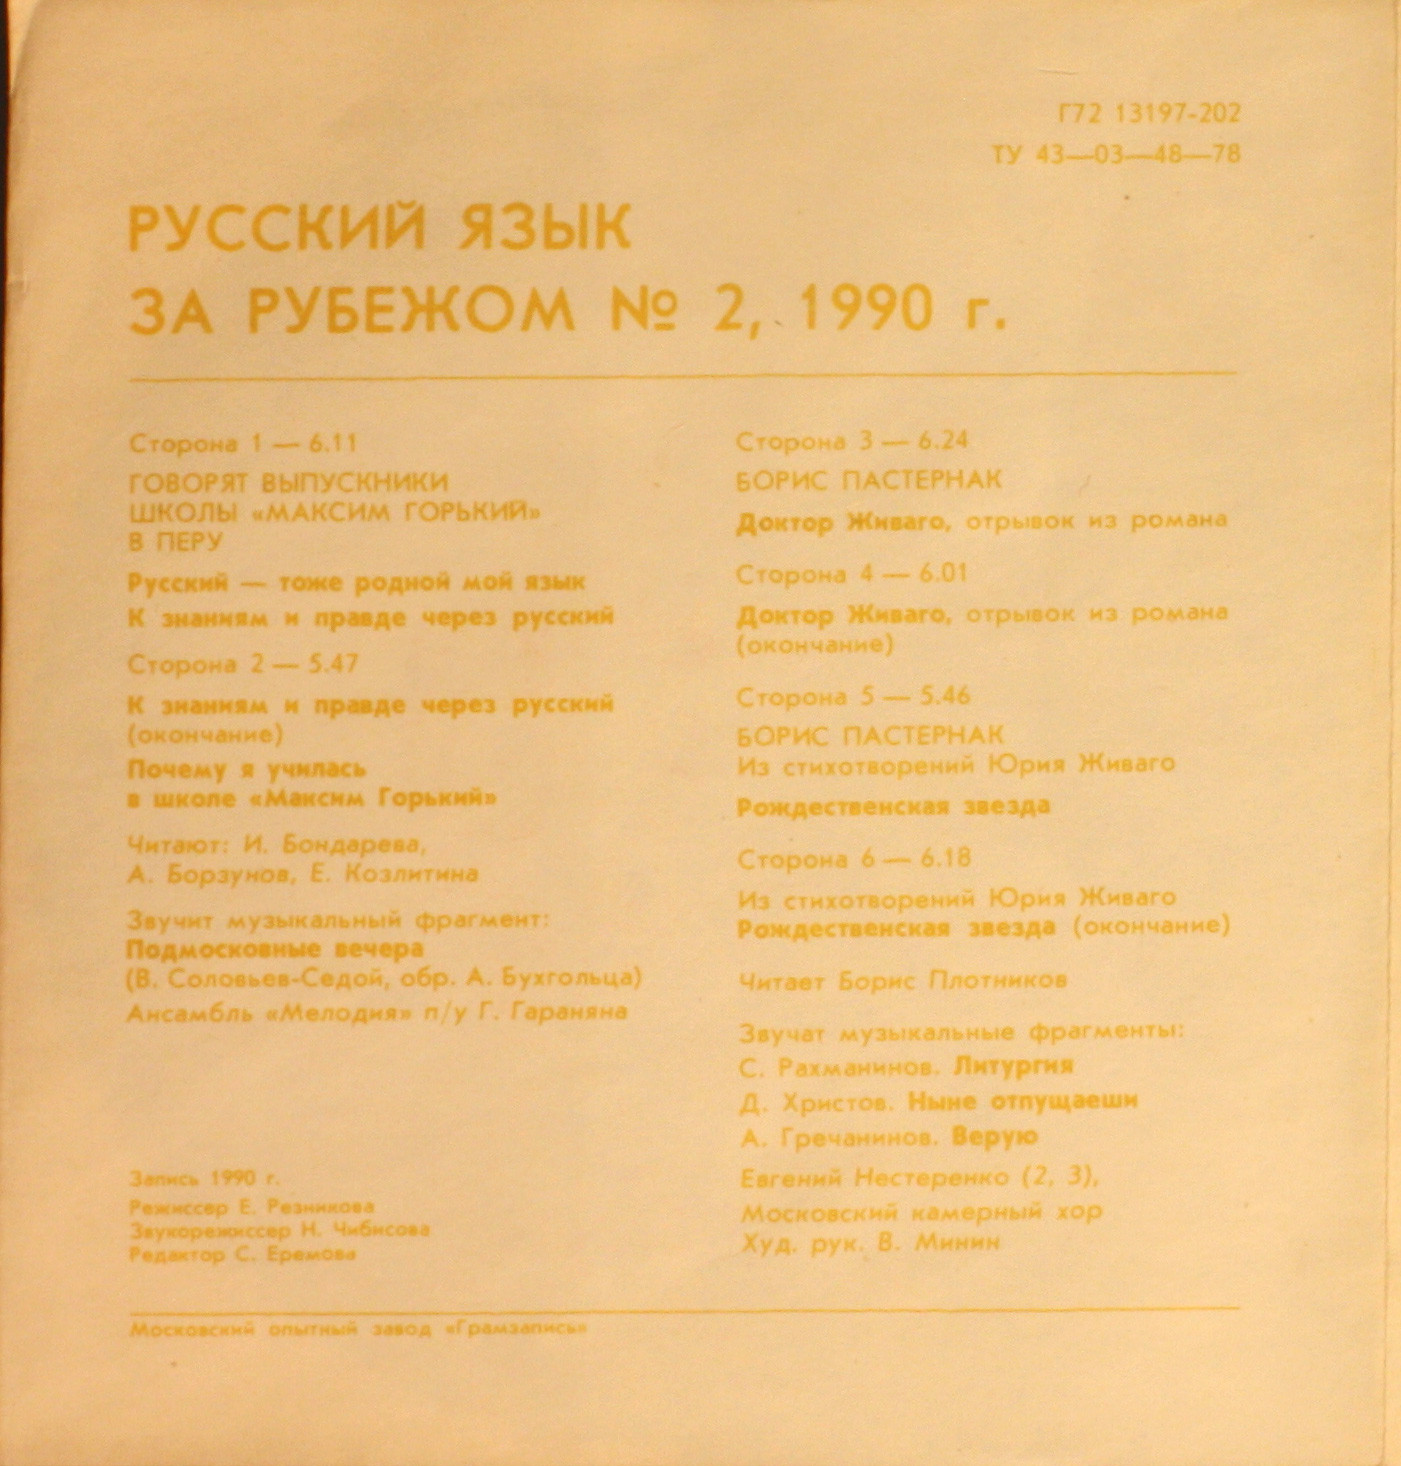 Г72 13197-202
ТУ 43—03—48—78
РУССКИЙ ЯЗЫК
ЗА РУБЕЖОМ № 2, 1990 г.
Сторона 1 — 6.11
ГОВОРЯТ ВЫПУСКНИКИ
ШКОЛЫ «МАКСИМ ГОРЬКИЙ»
В ПЕРУ
Русский — тоже родной мой язык
К знаниям и правде через русский
Сторона 2 — 5.47
К знаниям и правде через русский
(окончание)
Почему я училась
в школе «Максим Горький»
Читают: И. Бондарева,
А. Борзунов, Е. Козлитина
Звучит музыкальный фрагмент:
Подмосковные вечера
(В. Соловьев-Седой, обр. А. Бухгольца)
Ансамбль «Мелодия» п/у Г. Гараняна
Запись 1990 г.
Режиссер Е. Резникова
Звукорежиссер Н. Чибисова
Редактор С. Еремова
Сторона 3 — 6.24
БОРИС ПАСТЕРНАК
Доктор Живаго, отрывок из романа
Сторона 4 — 6.01
Доктор Живаго, отрывок из романа
(окончание)
Сторона 5 — 5.46
БОРИС ПАСТЕРНАК
Из стихотворений Юрия Живаго
Рождественская звезда
Сторона 6 — 6.18
Из стихотворений Юрия Живаго
Рождественская звезда (окончание)
Читает Борис Плотников
Звучат музыкальные фрагменты:
С. Рахманинов. Литургия
Д. Христов. Ныне отпущаеши
А. Гречанинов. Верую
Евгений Нестеренко (2, 3),
Московский камерный хор
Худ. рук. В. Минин
Московский опытный завод «Грамзапись»